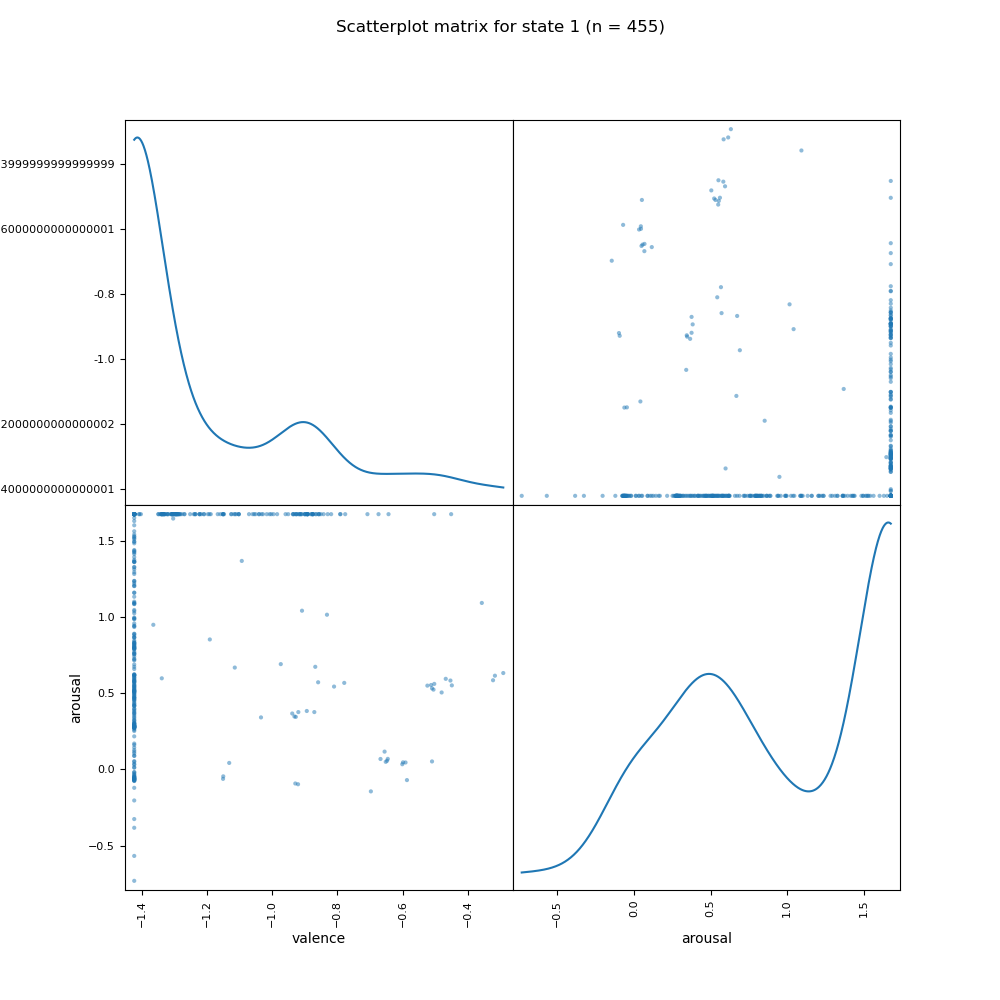 Scatterplot matrix for state 1 (n = 455)
3999999999999999
6000000000000001
-0.8
-1.0
2000000000000002
4000000000000001
1.5
1.0
0.5
0.0
−0.5
arousal
−1.4 −1.2 −1.0 −0.8 −0.6 −0.4 −0.5 0.0 0.5 1.0 1.5
valence arousal